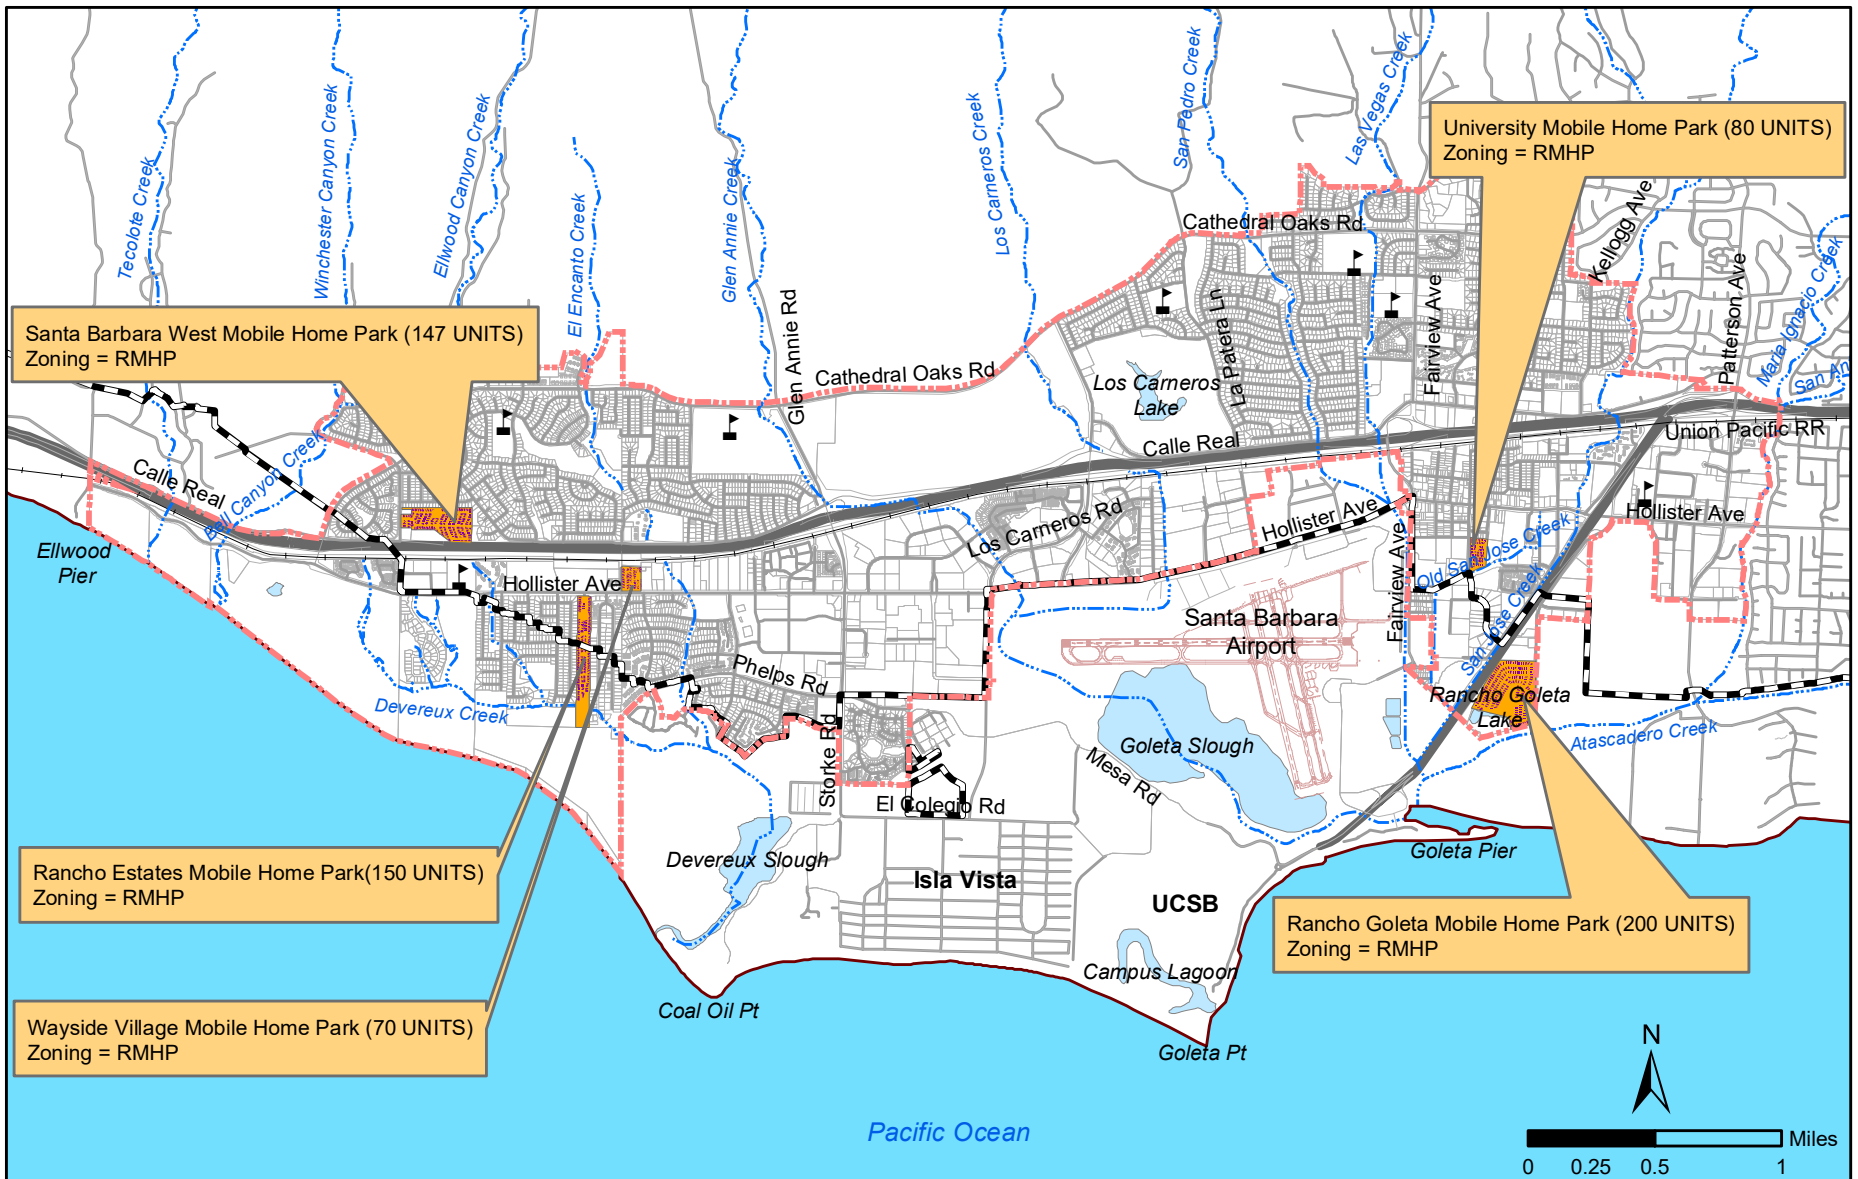 Tecolote Creek
Winchester Canyon Creek
Ellwood Canyon Creek
El Encanto Creek
Glen Annie Creek
Los Carneros Creek
San Pedro Creek
Las Vegas Creek
University Mobile Home Park (80 UNITS)
Zoning = RMHP
Cathedral Oaks Rd
Kellogg Ave
Patterson Ave
Maria Ignacio Creek
San An
Santa Barbara West Mobile Home Park (147 UNITS)
Zoning = RMHP
Glen Annie Rd
Cathedral Oaks Rd
La Patera Ln
Fairview Ave
Los Carneros
Lake
Calle Real
Union Pacific RR
Calle Real
Bell Canyon Creek
Los Carneros Rd
Hollister Ave
Hollister Ave
Ellwood
Pier
Hollister Ave
Fairview Ave
Old San Jose Creek
San Jose Creek
Santa Barbara
Airport
Phelps Rd
Devereux Creek
Storke Rd
Rancho Goleta
Lake
Atascadero Creek
Goleta Slough
Mesa Rd
El Colegio Rd
Devereux Slough
Goleta Pier
Isla Vista
UCSB
Rancho Estates Mobile Home Park(150 UNITS)
Zoning = RMHP
Rancho Goleta Mobile Home Park (200 UNITS)
Zoning = RMHP
Campus Lagoon
Coal Oil Pt
Wayside Village Mobile Home Park (70 UNITS)
Zoning = RMHP
Goleta Pt
N
Pacific Ocean
Miles
0 0.25 0.5 1